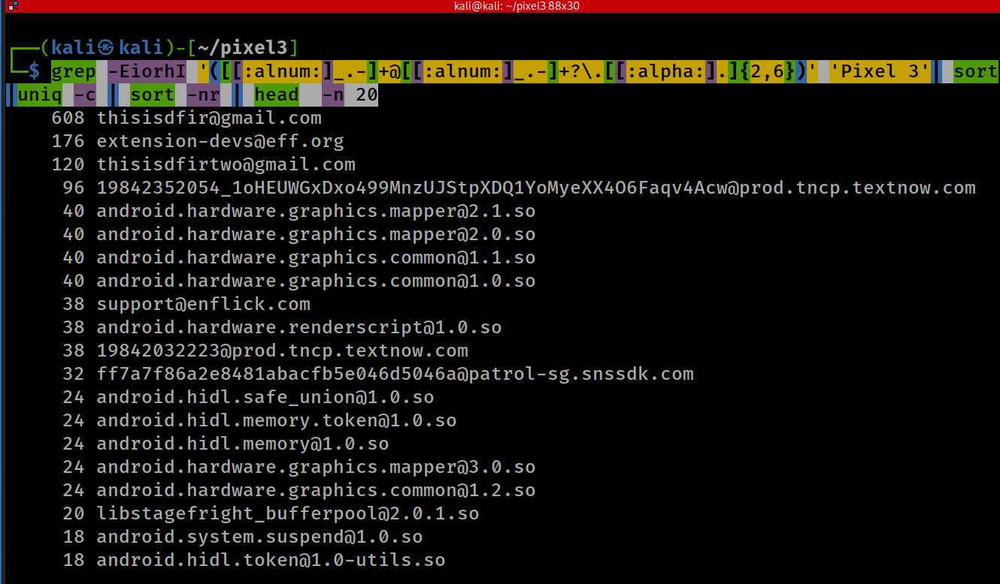 kali@kali: ~/pixel3 88x30
┌──(kali㉿kali)-[~/pixel3]
└─$ grep -EiorhI '([[:alnum:]_.-]+@[[:alnum:]_.-]+?\.[[:alpha:].]{2,6})' 'Pixel 3'| sort
|uniq -c | sort -nr | head  -n 20
608 thisisdfir@gmail.com
176 extension-devs@eff.org
120 thisisdfirtwo@gmail.com
96 19842352054_1oHEUWGxDxo499MnzUJStpXDQ1YoMyeXX4O6Faqv4Acw@prod.tncp.textnow.com
40 android.hardware.graphics.mapper@2.1.so
40 android.hardware.graphics.mapper@2.0.so
40 android.hardware.graphics.common@1.1.so
40 android.hardware.graphics.common@1.0.so
38 support@enflick.com
38 android.hardware.renderscript@1.0.so
38 19842032223@prod.tncp.textnow.com
32 ff7a7f86a2e8481abacfb5e046d5046a@patrol-sg.snssdk.com
24 android.hidl.safe_union@1.0.so
24 android.hidl.memory.token@1.0.so
24 android.hidl.memory@1.0.so
24 android.hardware.graphics.mapper@3.0.so
24 android.hardware.graphics.common@1.2.so
20 libstagefright_bufferpool@2.0.1.so
18 android.system.suspend@1.0.so
18 android.hidl.token@1.0-utils.so